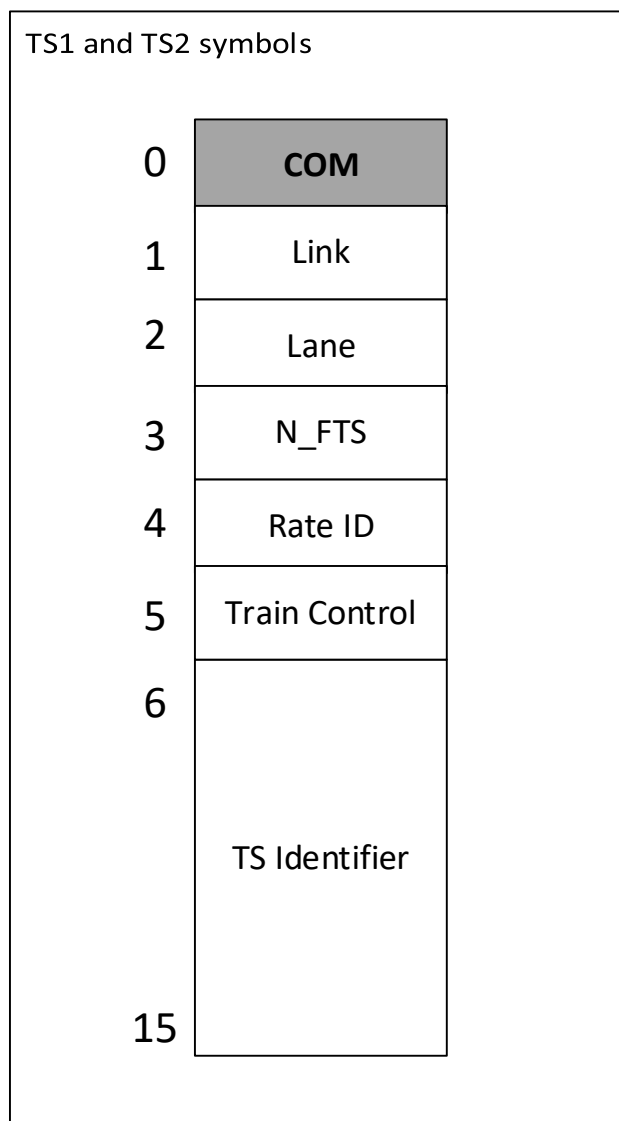 TS1 and TS2 symbols
0 COM
1 Link
2 Lane
3 N_FTS
4 Rate ID
5 Train Control
6
TS Identifier
15